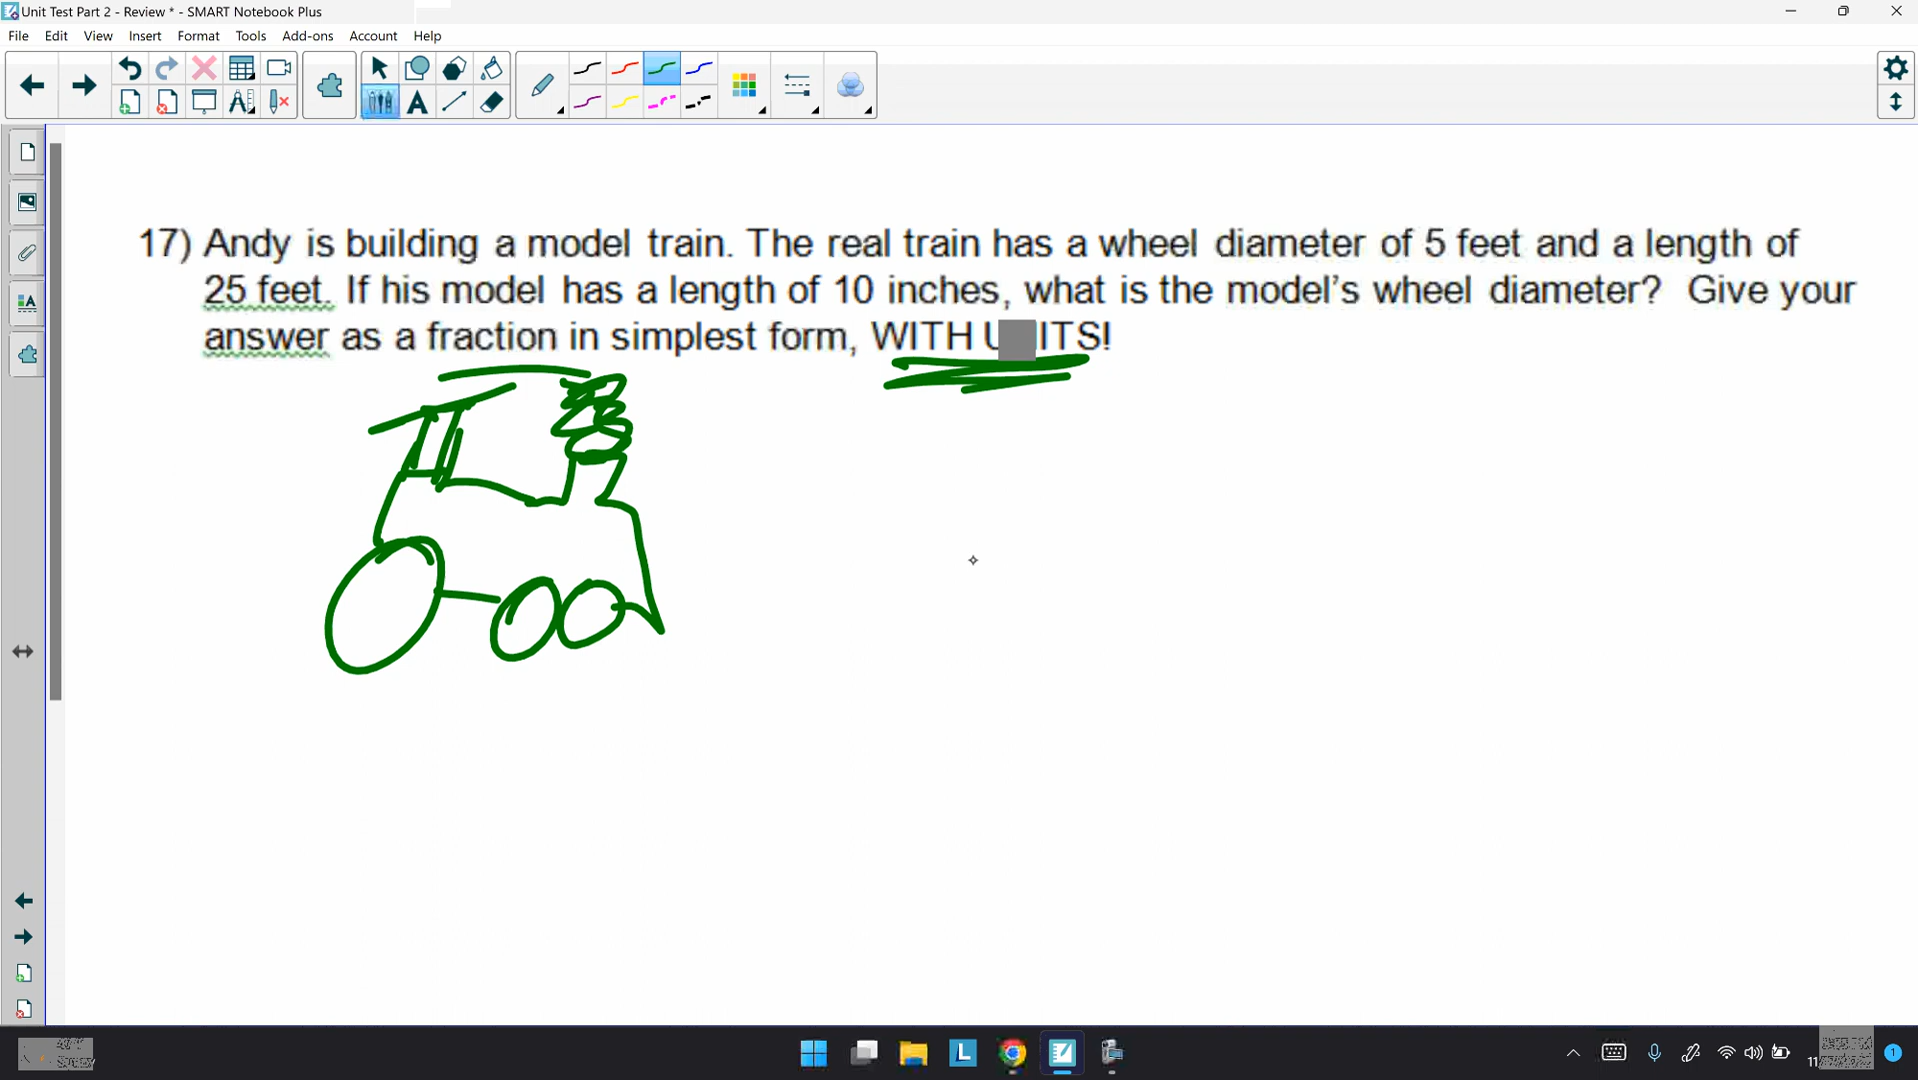 Unit Test Part 2 - Review * - SMART Notebook Plus
File Edit View Insert Format Tools Add-ons Account Help
17) Andy is building a model train. The real train has a wheel diameter of 5 feet and a length of
25 feet. If his model has a length of 10 inches, what is the model's wheel diameter? Give your
answer as a fraction in simplest form, WITH U ITS!